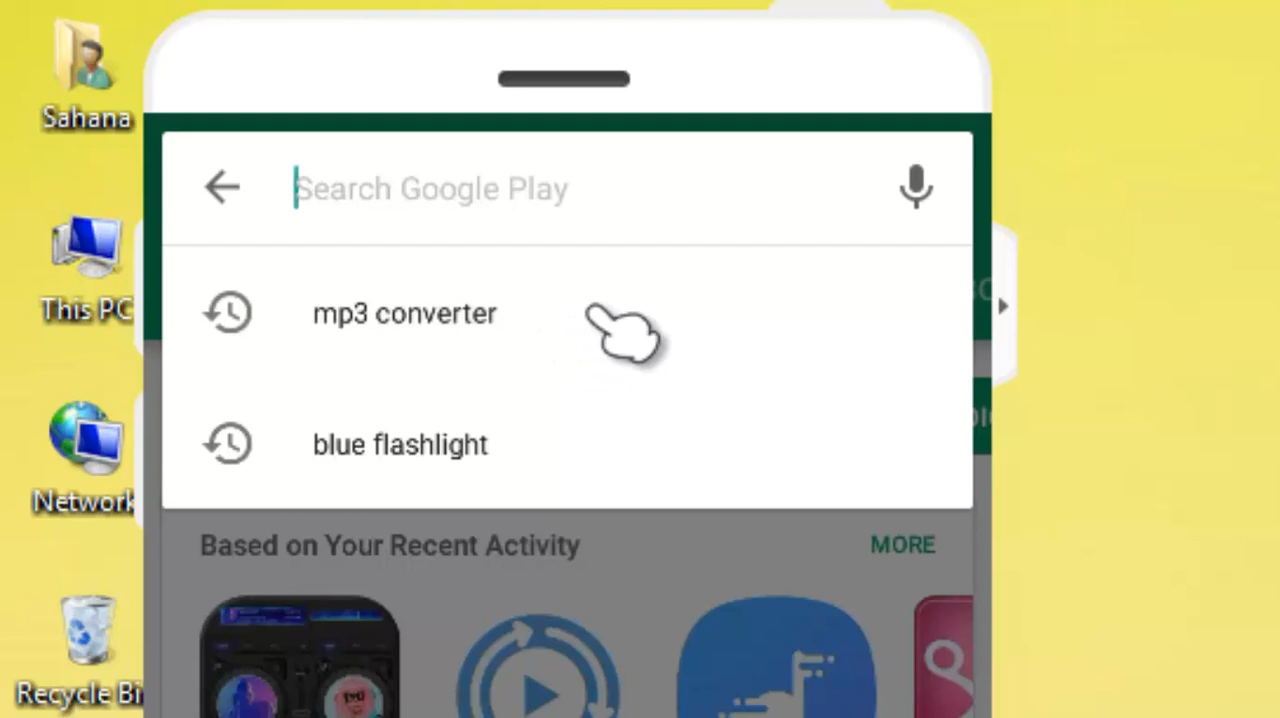 Sahana
This PC
Network
Recycle Bi
Search Google Play
mp3 converter
blue flashlight
Based on Your Recent Activity
MORE